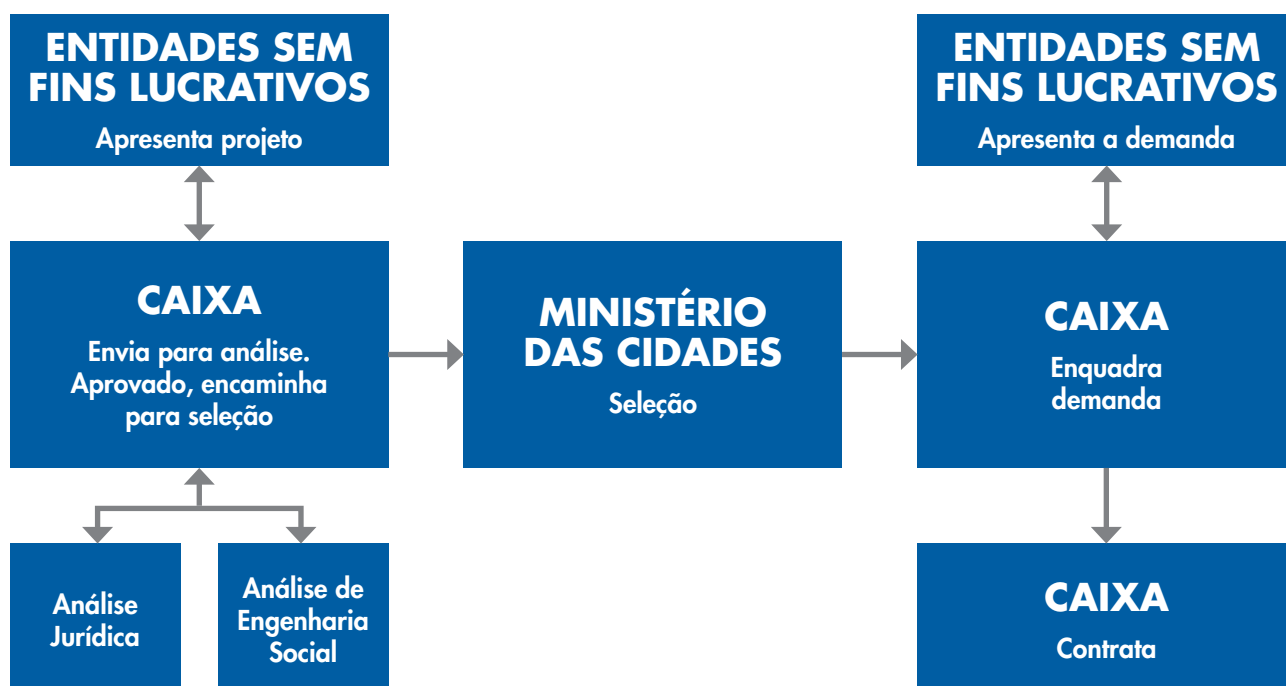 ENTIDADES SEM
FINS LUCRATIVOS
Apresenta projeto
ENTIDADES SEM
FINS LUCRATIVOS
Apresenta a demanda
CAIXA
Envia para análise.
Aprovado, encaminha
para seleção
MINISTÉRIO
DAS CIDADES
Seleção
CAIXA
Enquadra
demanda
Análise
Jurídica
Análise de
Engenharia
Social
CAIXA
Contrata